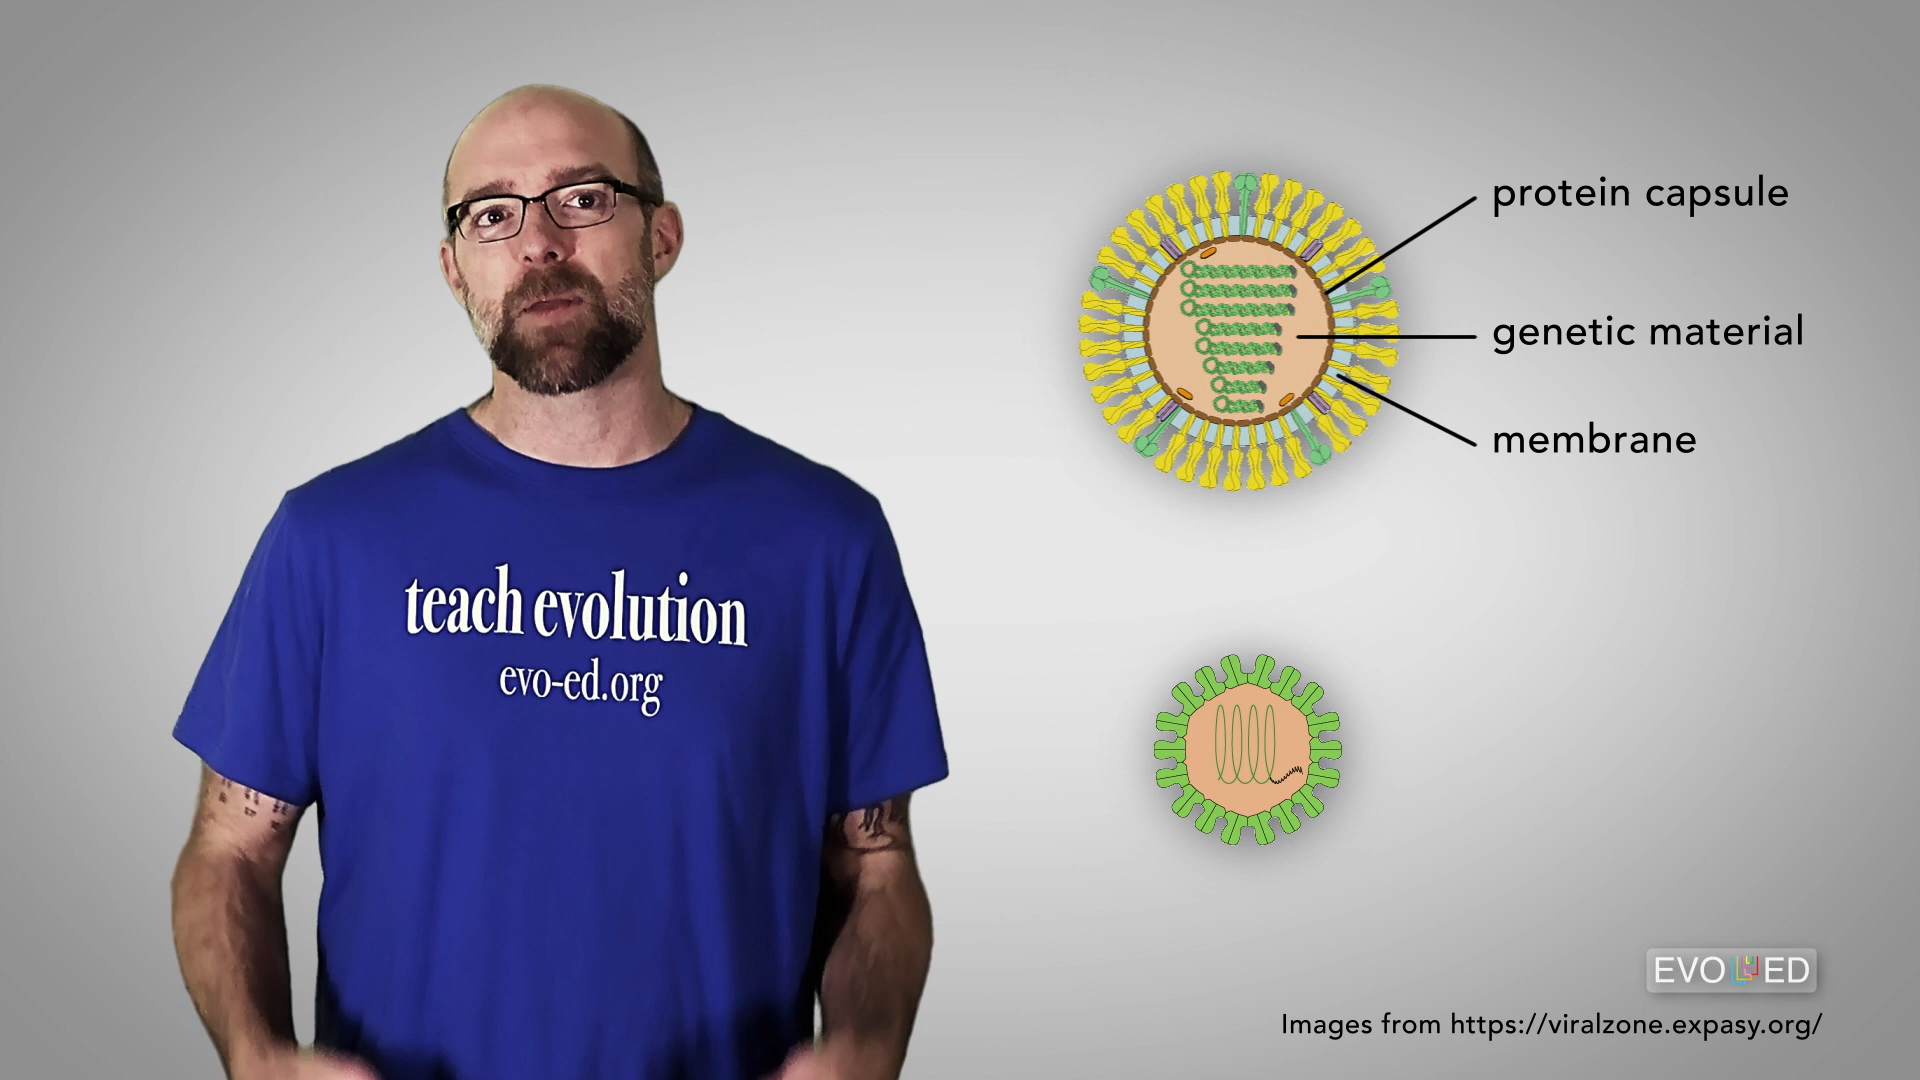 teach evolution
evo-ed.org
protein capsule
genetic material
membrane
EVO ED
Images from https://viralzone.expasy.org/